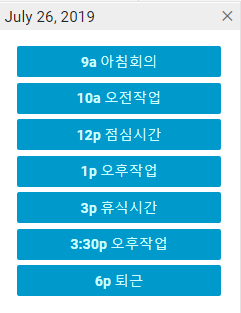 July 26, 2019 ×
9a 아침회의
10a 오전작업
12p 점심시간
1p 오후작업
3p 휴식시간
3:30p 오후작업
6p 퇴근